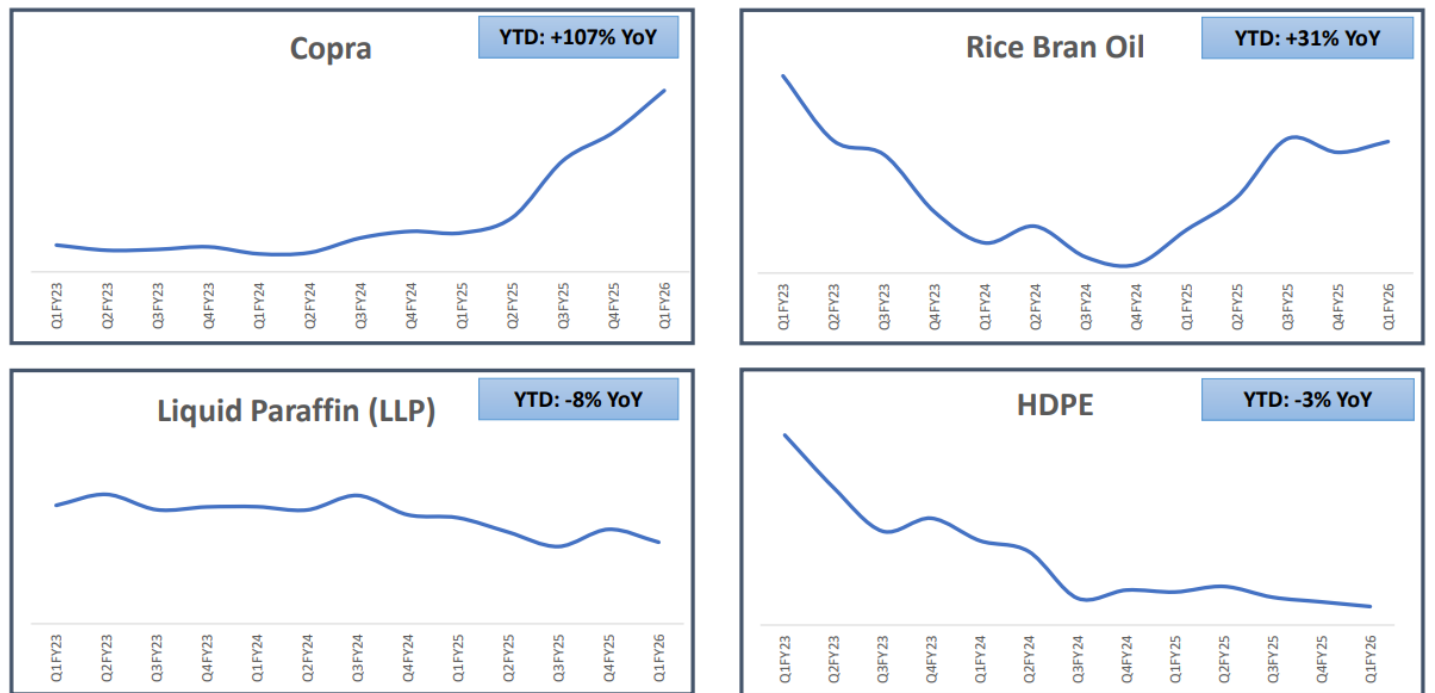 Copra
YTD: +107% YoY
Q1FY23
Q2FY23
Q3FY23
Q4FY23
Q1FY24
Q2FY24
Q3FY24
Q4FY24
Q1FY25
Q2FY25
Q3FY25
Q4FY25
Q1FY26
Rice Bran Oil
YTD: +31% YoY
Q1FY23
Q2FY23
Q3FY23
Q4FY23
Q1FY24
Q2FY24
Q3FY24
Q4FY24
Q1FY25
Q2FY25
Q3FY25
Q4FY25
Q1FY26
Liquid Paraffin (LLP)
YTD: -8% YoY
Q1FY23
Q2FY23
Q3FY23
Q4FY23
Q1FY24
Q2FY24
Q3FY24
Q4FY24
Q1FY25
Q2FY25
Q3FY25
Q4FY25
Q1FY26
HDPE
YTD: -3% YoY
Q1FY23
Q2FY23
Q3FY23
Q4FY23
Q1FY24
Q2FY24
Q3FY24
Q4FY24
Q1FY25
Q2FY25
Q3FY25
Q4FY25
Q1FY26